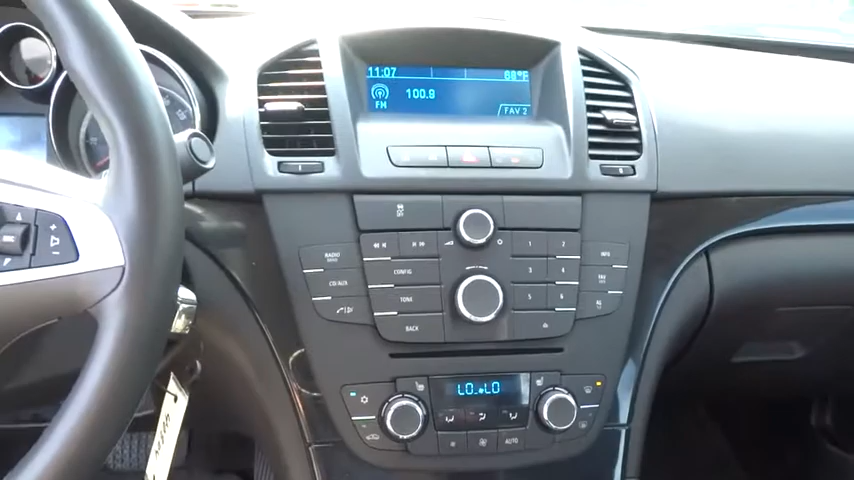 11:07 68°F
100.9
FM
FAV 2
RADIO
CD/AUX
CONFIG
TONE
BACK
1 2
3 4
5 6
INFO
FAV
AS
LO LO
AUTO